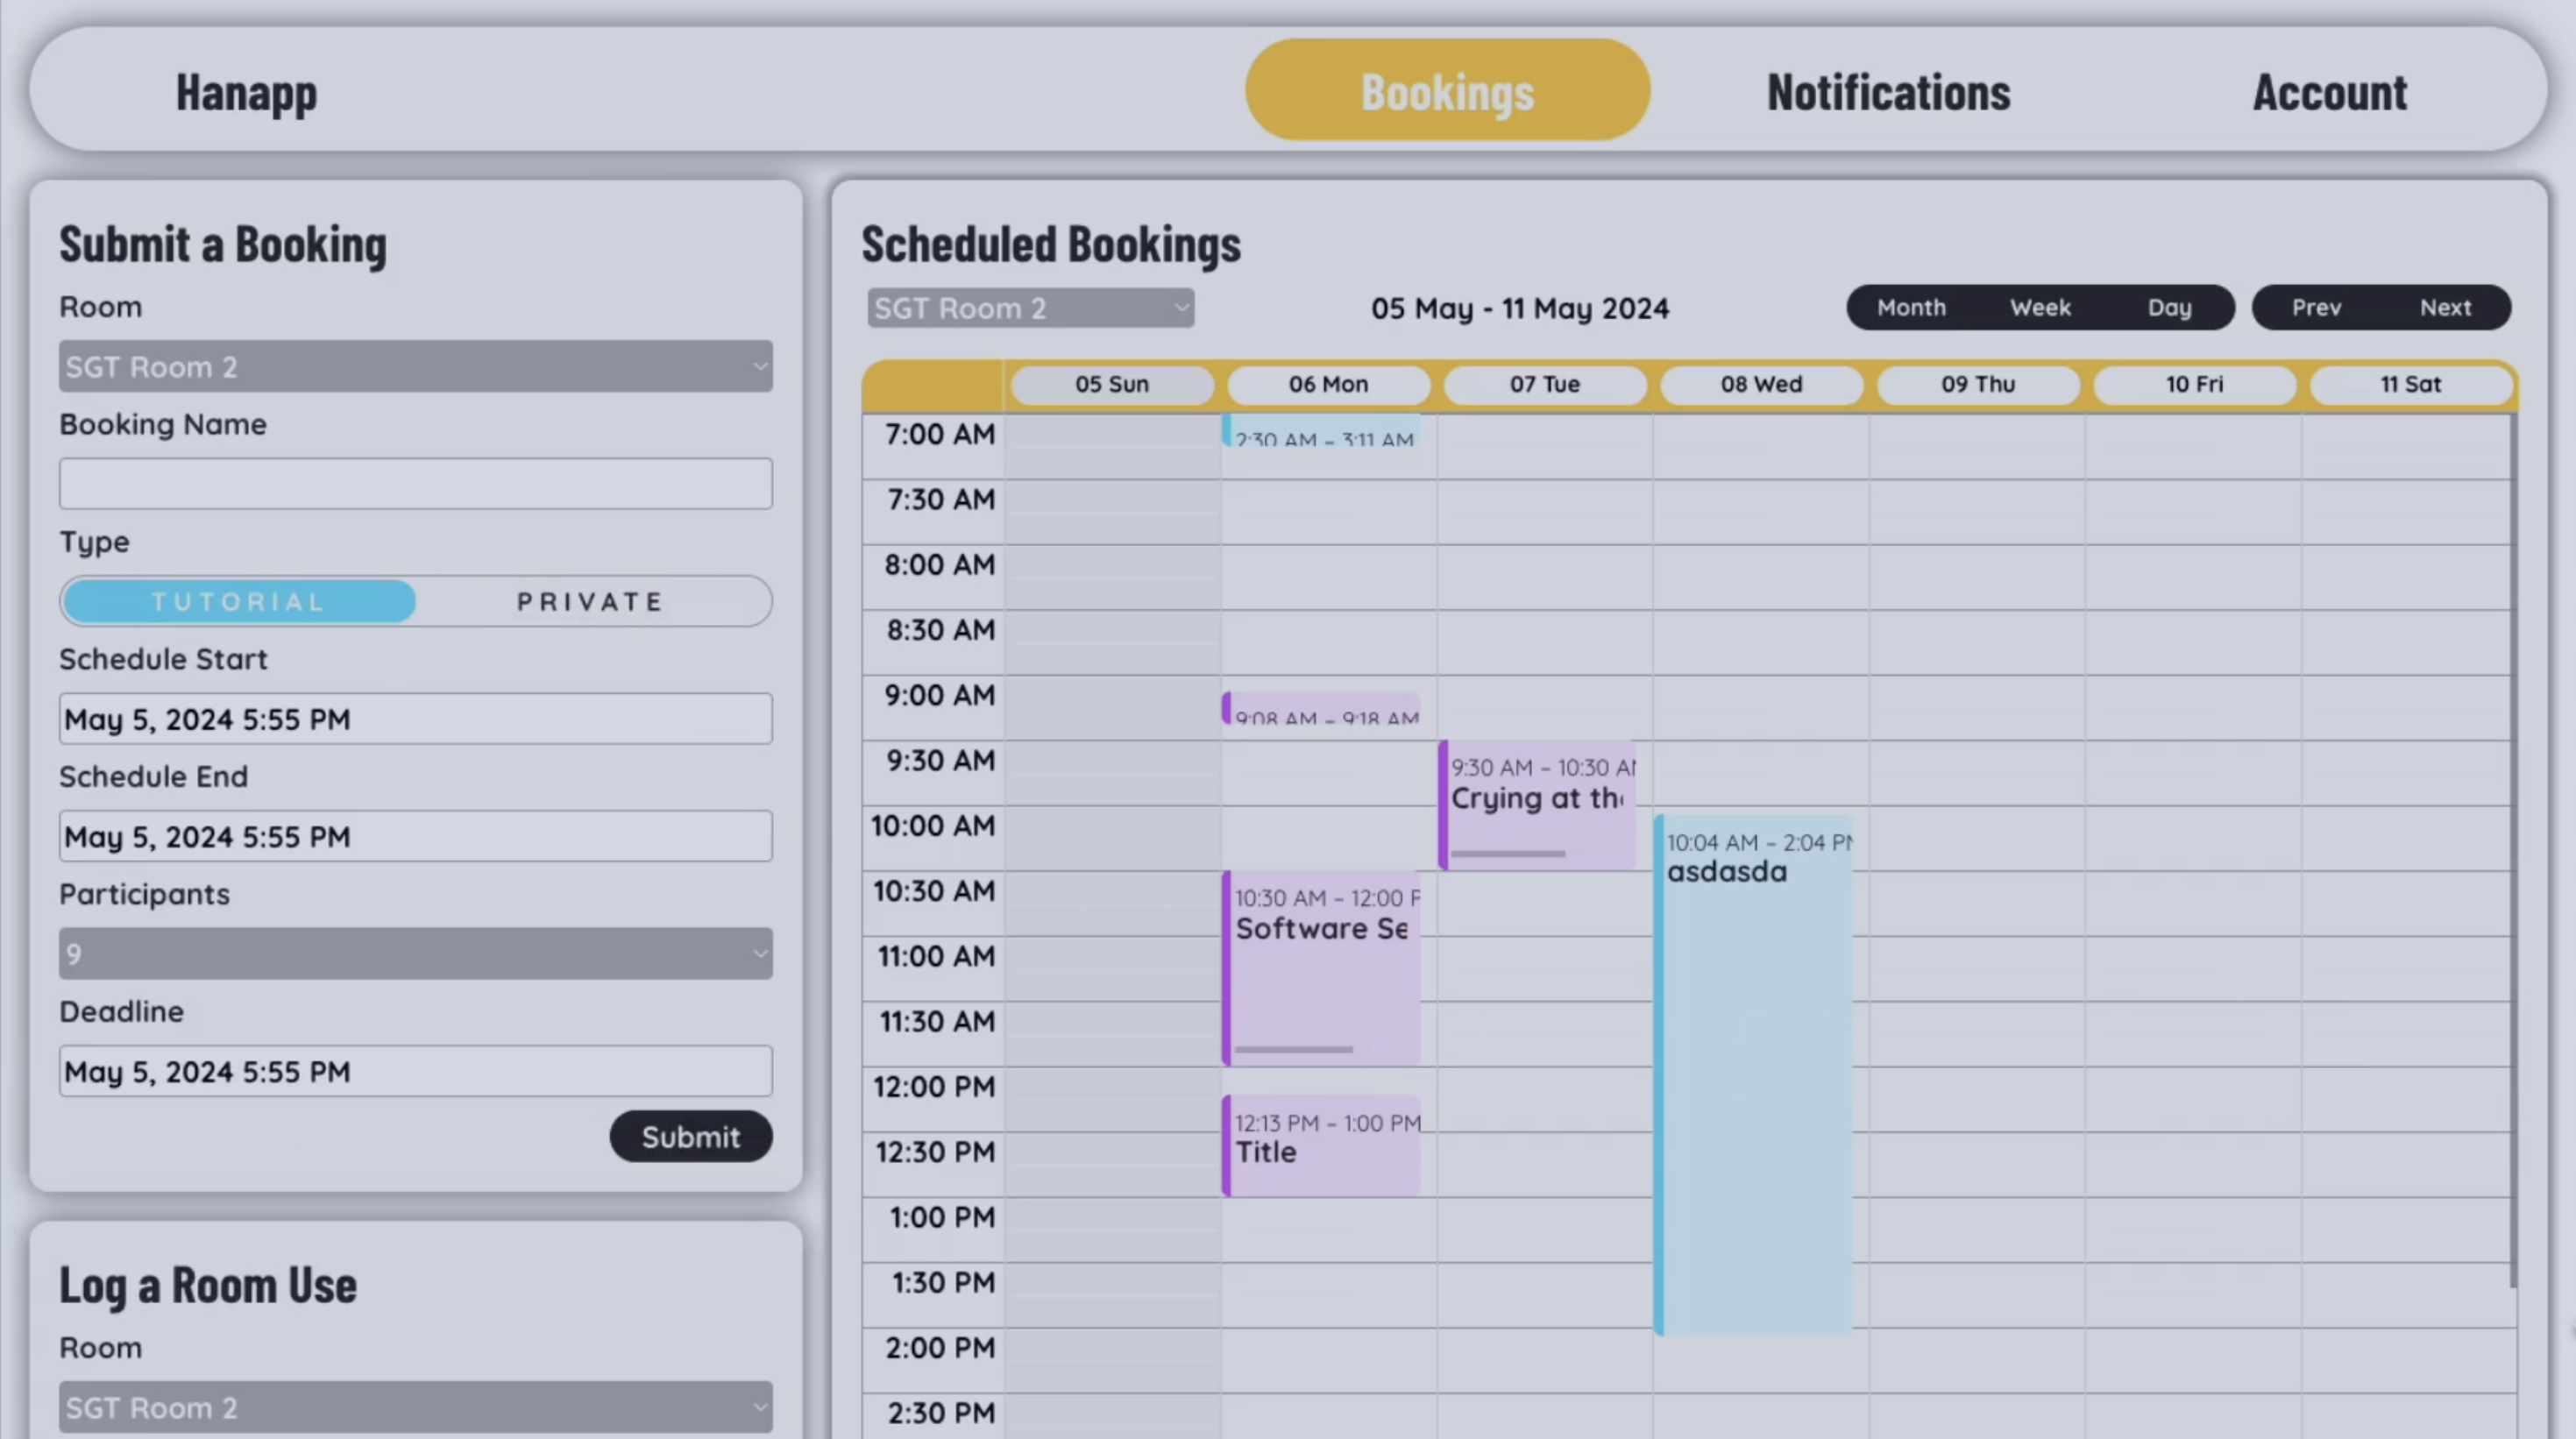 Hanapp
Bookings
Notifications
Account
Submit a Booking
Room
SGT Room 2
Booking Name
Type
TUTORIAL PRIVATE
Schedule Start
May 5, 2024 5:55 PM
Schedule End
May 5, 2024 5:55 PM
Participants
9
Deadline
May 5, 2024 5:55 PM
Submit
Log a Room Use
Room
SGT Room 2
Scheduled Bookings
SGT Room 2
05 May - 11 May 2024
Month Week Day
Prev Next
05 Sun 06 Mon 07 Tue 08 Wed 09 Thu 10 Fri 11 Sat
7:00 AM
2:30 AM – 3:11 AM
7:30 AM
8:00 AM
8:30 AM
9:00 AM
9:08 AM – 9:18 AM
9:30 AM
9:30 AM – 10:30 AM
Crying at th
10:00 AM
10:04 AM – 2:04 PM
asdasda
10:30 AM
10:30 AM – 12:00 P
Software Se
11:00 AM
11:30 AM
12:00 PM
12:13 PM – 1:00 PM
Title
12:30 PM
1:00 PM
1:30 PM
2:00 PM
2:30 PM